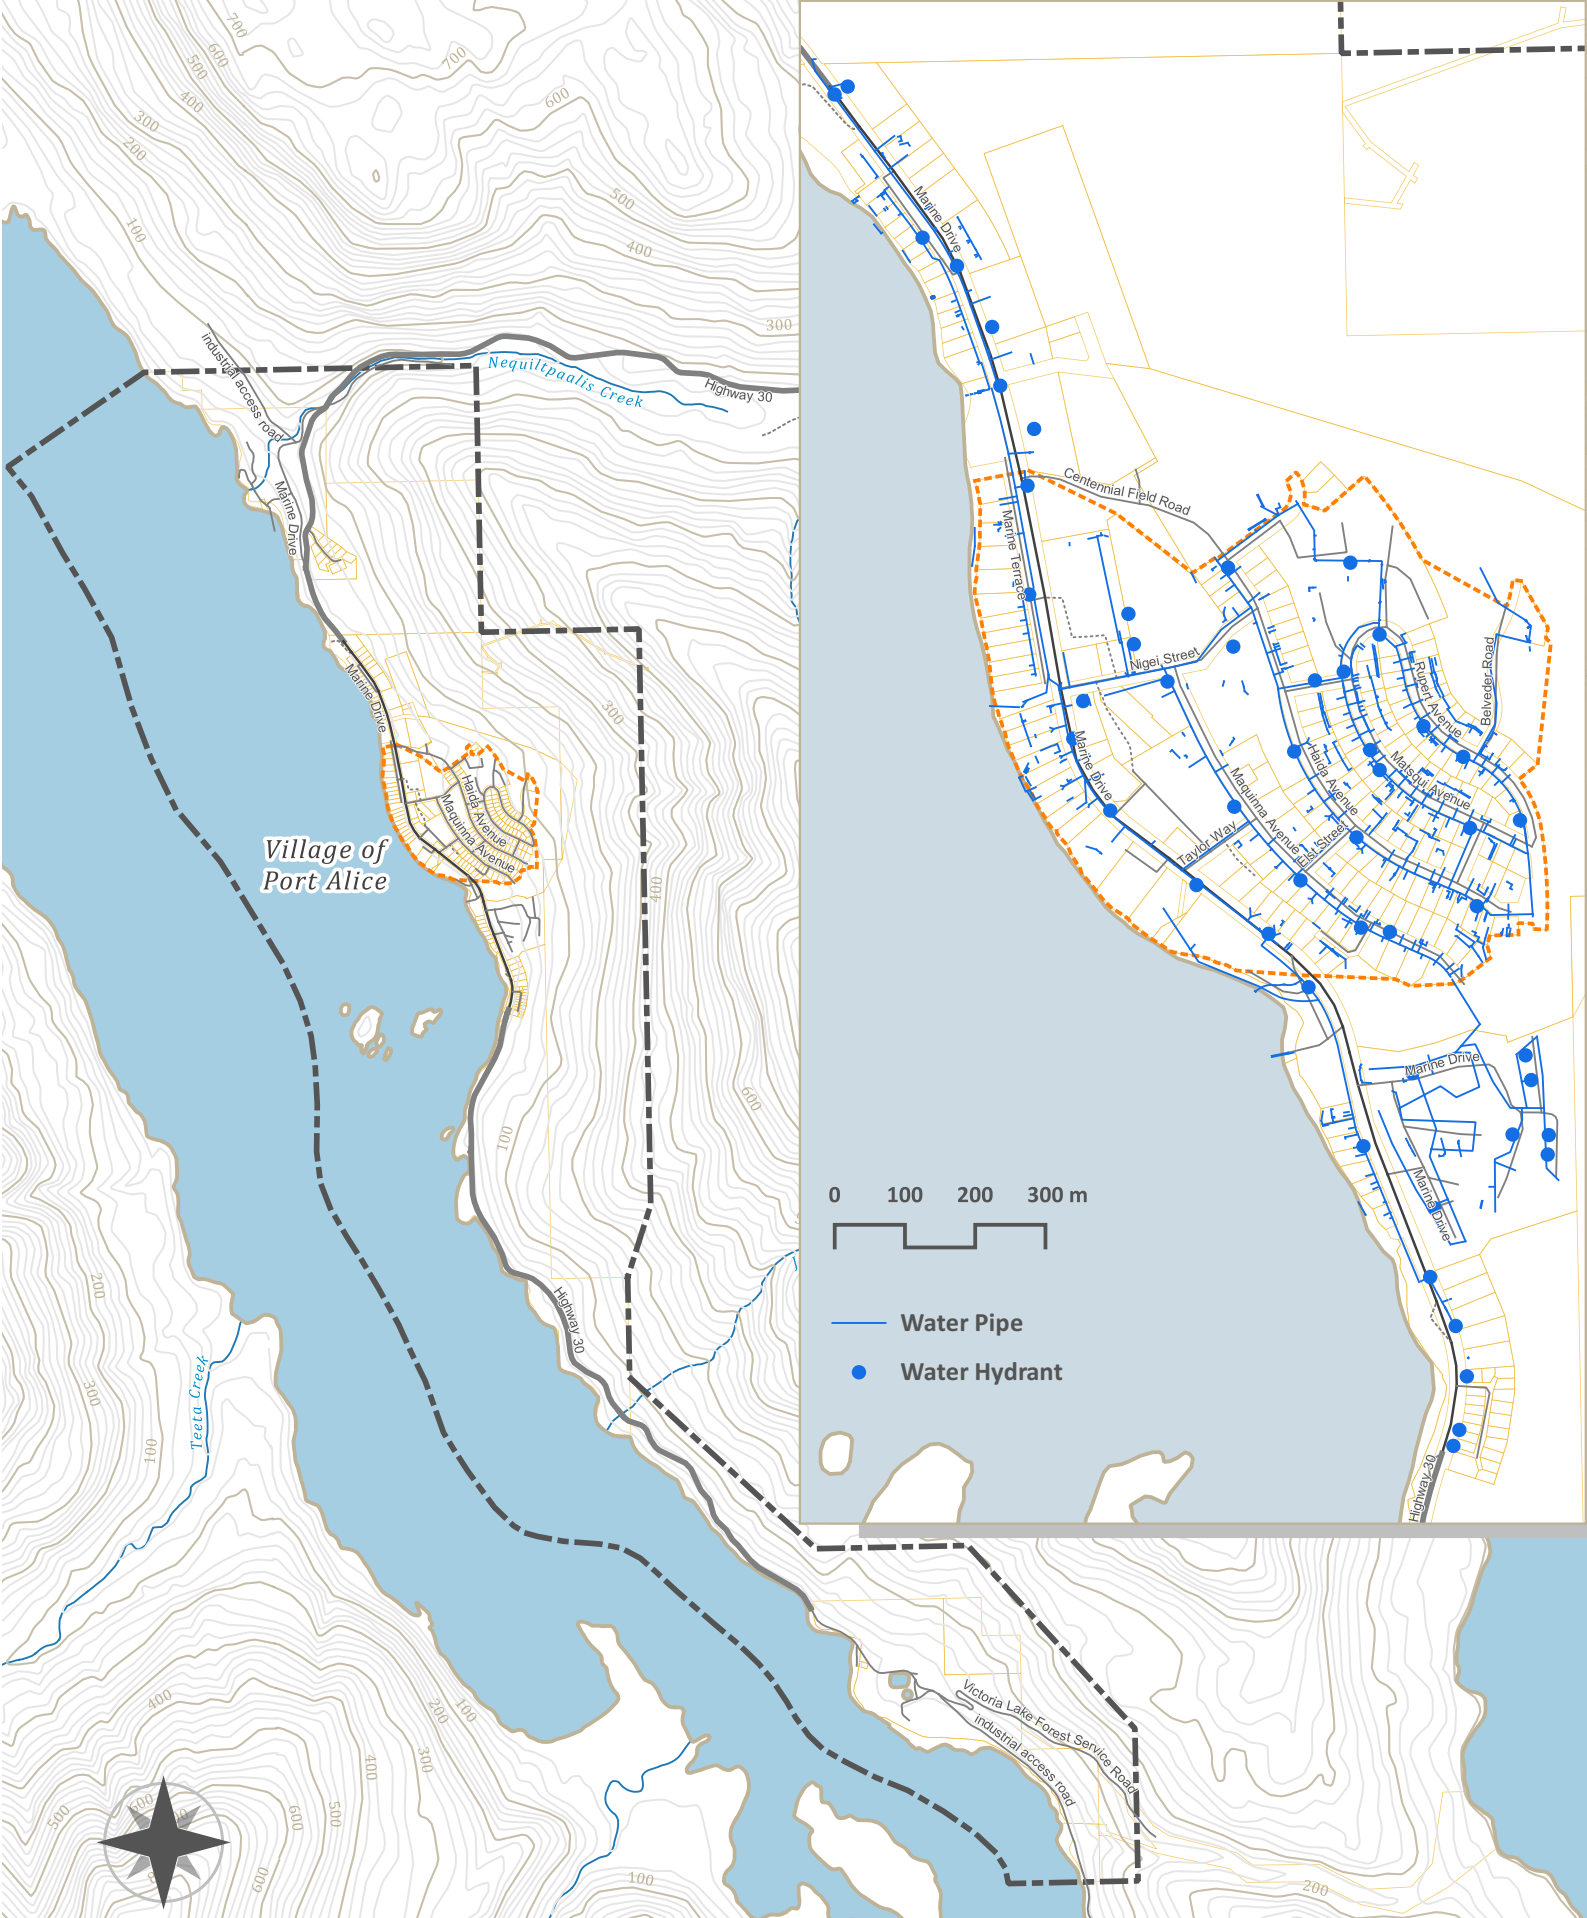 700
600
500
400
300
200
100
700
600
500
400
300
industrial access road
Nequiltpaalis Creek
Highway 30
Marine Drive
Marine Drive
300
Haida Avenue
Maquinna Avenue
Village of
Port Alice
400
600
100
Highway 30
200
300
100
Teeta Creek
400
200
100
400
300
500
600
600
500
600
100
200
Victoria Lake Forest Service Road
industrial access road
Marine Drive
Centennial Field Road
Marine Terrace
Nigei Street
Belveder Road
Rupert Avenue
Matsqui Avenue
Haida Avenue
Marine Drive
Maquinna Avenue
Taylor Way
Elst Street
Marine Drive
Marine Drive
Highway 30
0 100 200 300 m
Water Pipe
Water Hydrant